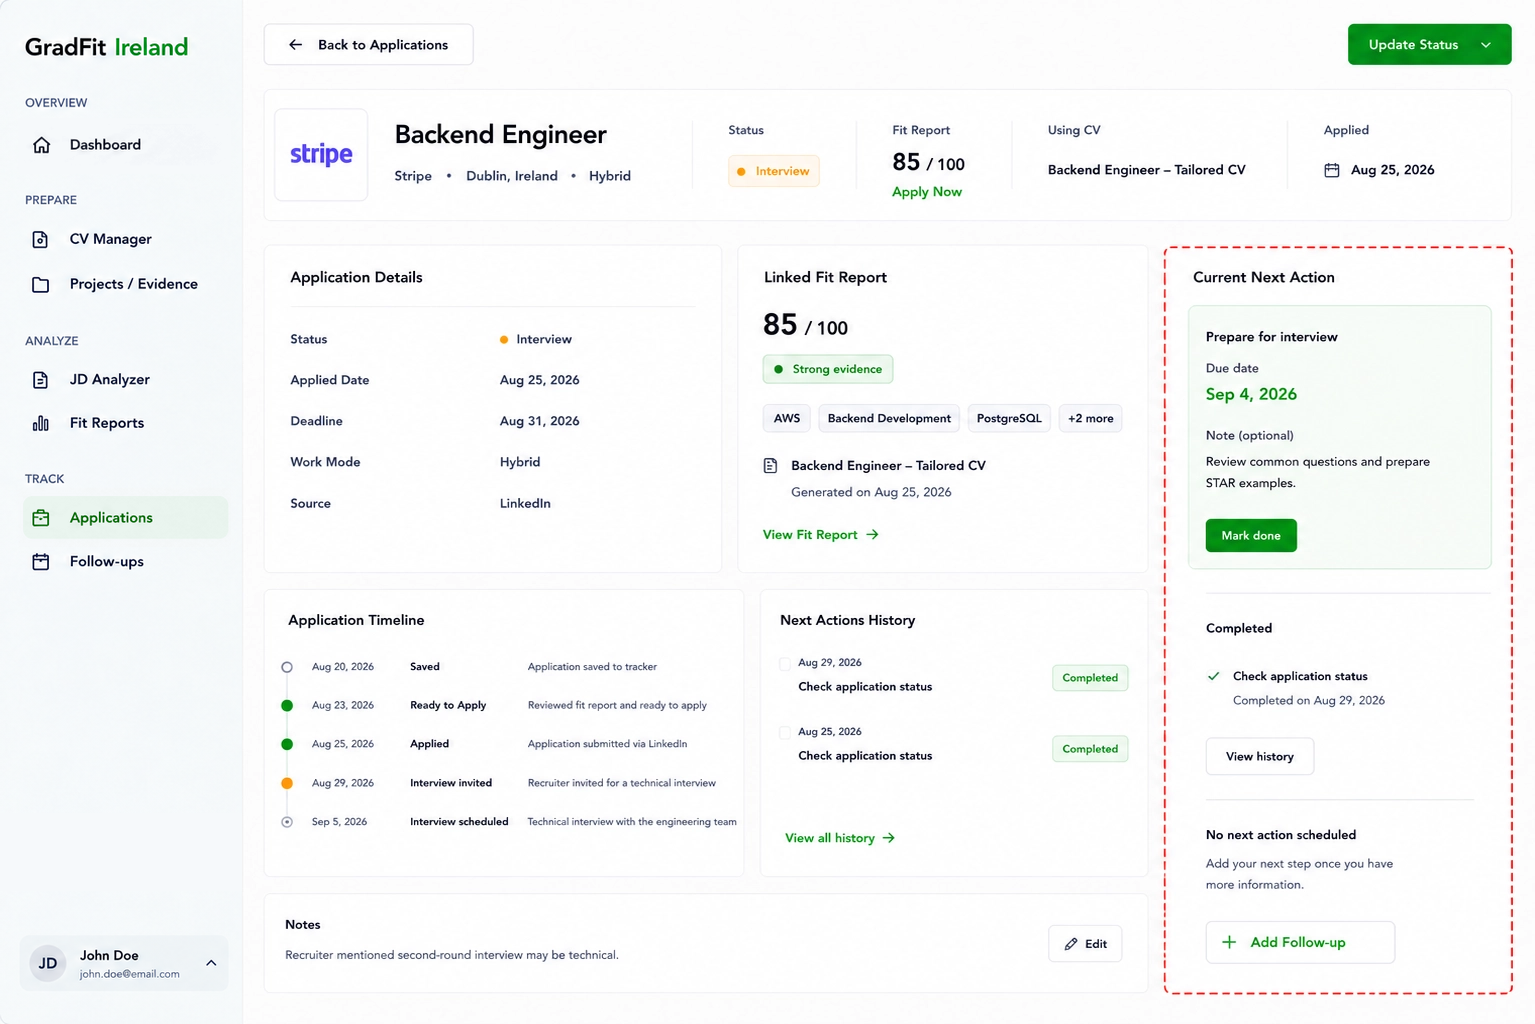 GradFit Ireland
OVERVIEW
Dashboard
PREPARE
CV Manager
Projects / Evidence
ANALYZE
JD Analyzer
Fit Reports
TRACK
Applications
Follow-ups
JD
John Doe
john.doe@email.com
Back to Applications
Update Status
stripe
Backend Engineer
Stripe • Dublin, Ireland • Hybrid
Status
Interview
Fit Report
85 / 100
Apply Now
Using CV
Backend Engineer – Tailored CV
Applied
Aug 25, 2026
Application Details
Status Interview
Applied Date Aug 25, 2026
Deadline Aug 31, 2026
Work Mode Hybrid
Source LinkedIn
Linked Fit Report
85 / 100
Strong evidence
AWS Backend Development PostgreSQL +2 more
Backend Engineer – Tailored CV
Generated on Aug 25, 2026
View Fit Report →
Current Next Action
Prepare for interview
Due date
Sep 4, 2026
Note (optional)
Review common questions and prepare
STAR examples.
Mark done
Completed
Check application status
Completed on Aug 29, 2026
View history
No next action scheduled
Add your next step once you have
more information.
+ Add Follow-up
Application Timeline
Aug 20, 2026 Saved Application saved to tracker
Aug 23, 2026 Ready to Apply Reviewed fit report and ready to apply
Aug 25, 2026 Applied Application submitted via LinkedIn
Aug 29, 2026 Interview invited Recruiter invited for a technical interview
Sep 5, 2026 Interview scheduled Technical interview with the engineering team
Next Actions History
Aug 29, 2026
Check application status
Completed
Aug 25, 2026
Check application status
Completed
View all history →
Notes
Recruiter mentioned second-round interview may be technical.
Edit